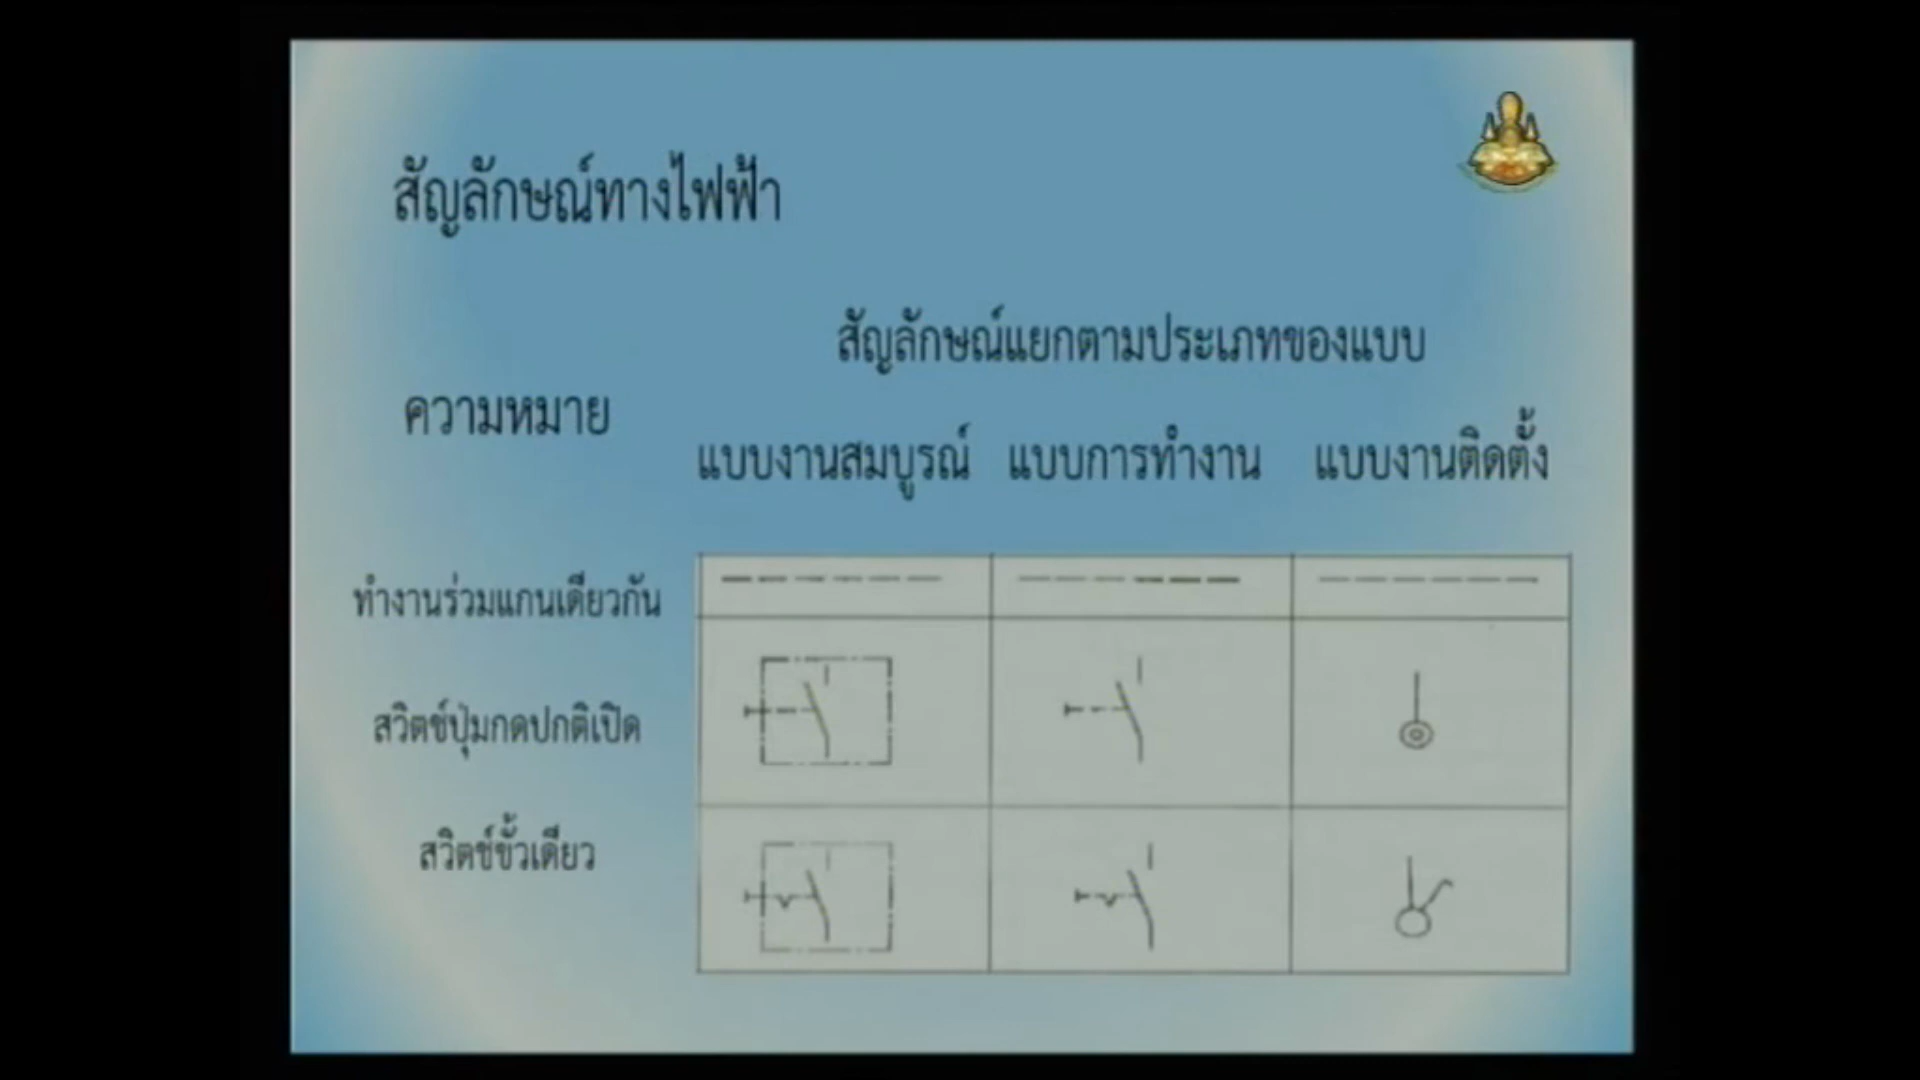 สัญลักษณ์ทางไฟฟ้า
สัญลักษณ์แยกตามประเภทของแบบ
ความหมาย
แบบงานสมบูรณ์ แบบการทำงาน แบบงานติดตั้ง
ทำงานร่วมแกนเดียวกัน
สวิตช์ปุ่มกดปกติเปิด
สวิตช์ขั้วเดียว